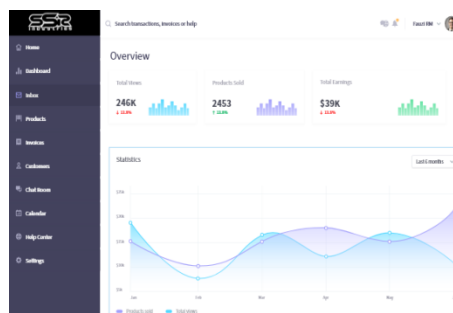 SS2
INDUSTRIES
Search transactions, invoices or help
Fauzi RM
Home
Dashboard
Inbox
Products
Invoices
Customers
Chat Room
Calendar
Help Center
Settings
Overview
Total Views
246K
Products Sold
2453
Total Earnings
$39K
Statistics
Last 6 months
Jan
Feb
Mar
Apr
May
Products Sold
Total Views